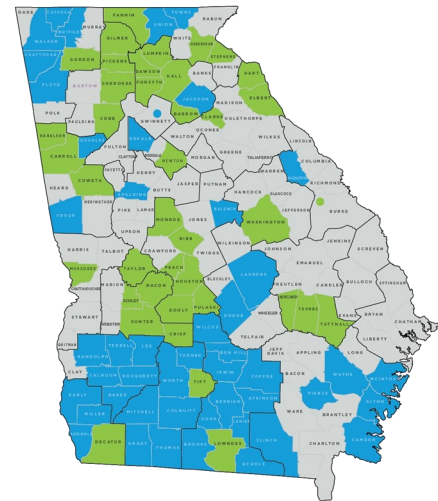 DADE
FANNIN
TOWNS
UNION
RABUN
MURRAY
WALKER
GILMER
WHITE
HABERSHAM
LUMPKIN
STEPHENS
CHATTOOGA
GORDON
PICKENS
DAWSON
HALL
BANKS
FRANKLIN
HART
FLOYD
BARTOW
CHEROKEE
FORSYTH
JACKSON
MADISON
ELBERT
POLK
PAULDING
COBB
GWINNETT
BARROW
CLARKE
OGLETHORPE
OCONEE
WILKES
LINCOLN
HARALSON
DOUGLAS
FULTON
DEKALB
WALTON
GREENE
TALIAFERRO
COLUMBIA
CARROLL
CLAYTON
ROCKDALE
NEWTON
MORGAN
WARREN
RICHMOND
HEARD
COWETA
FAYETTE
HENRY
BUTTS
JASPER
PUTNAM
HANCOCK
GLASCOCK
JEFFERSON
BURKE
TROUP
MERIWETHER
SPALDING
PIKE
LAMAR
MONROE
JONES
BALDWIN
WASHINGTON
UPSON
BIBB
WILKINSON
JENKINS
SCREVEN
HARRIS
TALBOT
CRAWFORD
TWIGGS
JOHNSON
EMANUEL
MUSCOGEE
TAYLOR
PEACH
HOUSTON
BLECKLEY
LAURENS
TREUTLEN
CANDLER
BULLOCH
EFFINGHAM
CHATTAHOOCHEE
MARION
MACON
SCHLEY
DOOLY
PULASKI
DODGE
WHEELER
TOOMBS
TATTNALL
EVANS
BRYAN
CHATHAM
STEWART
WEBSTER
SUMTER
CRISP
WILCOX
TELFAIR
LIBERTY
QUITMAN
RANDOLPH
TERRELL
LEE
TURNER
BEN HILL
JEFF
DAVIS
APPLING
LONG
CLAY
CALHOUN
DOUGHERTY
WORTH
TIFT
IRWIN
COFFEE
BACON
WAYNE
MCINTOSH
EARLY
BAKER
MITCHELL
COLQUITT
COOK
BERRIEN
ATKINSON
PIERCE
GLYNN
MILLER
LANIER
WARE
BRANTLEY
DECATUR
GRADY
THOMAS
BROOKS
LOWNDES
ECHOLS
CLINCH
CHARLTON
CAMDEN